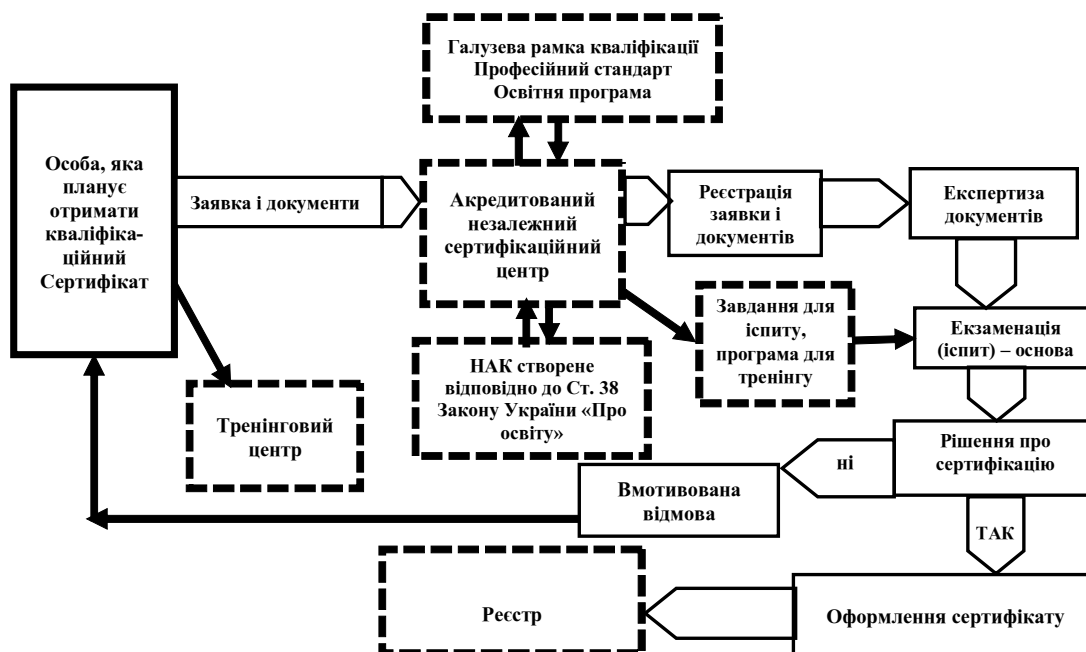 Галузева рамка кваліфікації
Професійний стандарт
Освітня програма
Особа, яка
планує
отримати
кваліфіка-
ційний
Сертифікат
Заявка і документи
Акредитований
незалежний
сертифікаційний
центр
Реєстрація
заявки і
документів
Експертиза
документів
Завдання для
іспиту,
програма для
тренінгу
Екзаменація
(іспит) – основа
НАК створене
відповідно до Ст. 38
Закону України «Про
освіту»
Тренінговий
центр
Рішення про
сертифікацію
ні
Вмотивована
відмова
ТАК
Реєстр
Оформлення сертифікату